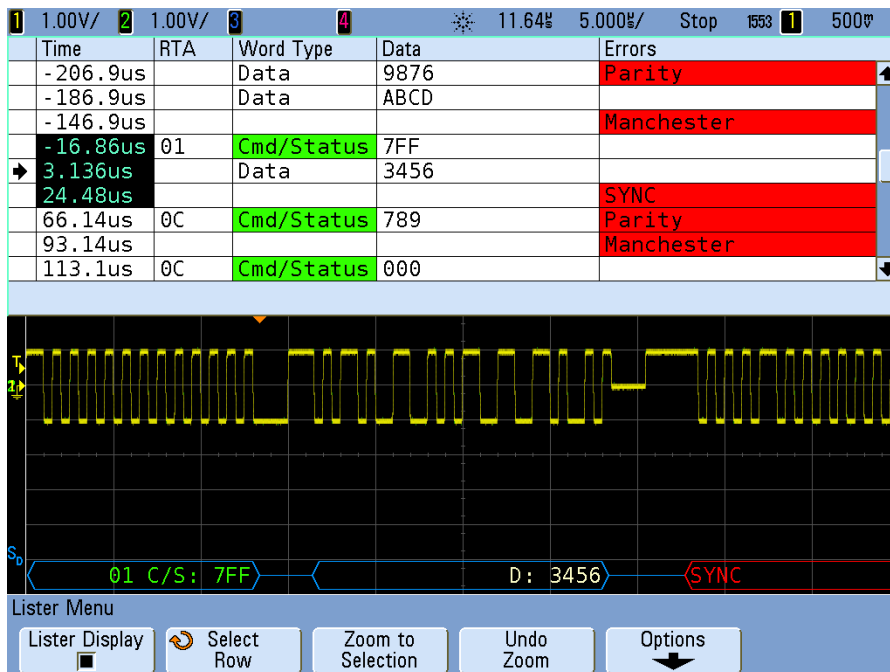 1 1.00V/ 2 1.00V/ 3 4 11.64us 5.000us/ Stop 1553 1 500mV
Time RTA Word Type Data Errors
-206.9us Data 9876 Parity
-186.9us Data ABCD
-146.9us Manchester
-16.86us 01 Cmd/Status 7FF
3.136us Data 3456
24.48us SYNC
66.14us 0C Cmd/Status 789 Parity
93.14us Manchester
113.1us 0C Cmd/Status 000
T
1
SD 01 C/S: 7FF D: 3456 SYNC
Lister Menu
Lister Display Select Row Zoom to Selection Undo Zoom Options